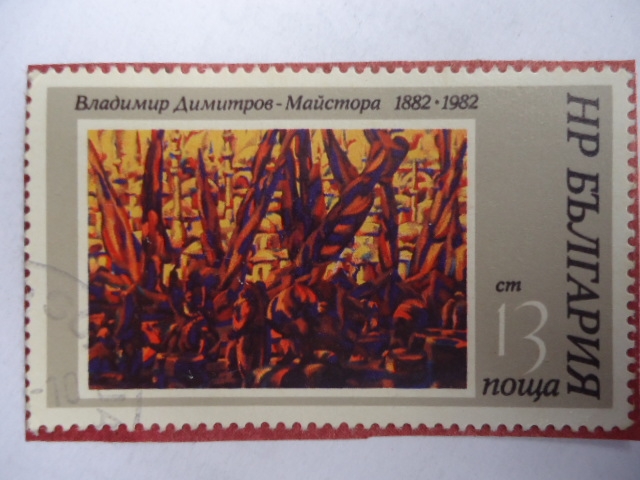 Владимир Димитров-Майстора 1882·1982
НР БЪЛГАРИЯ
ст
13
поща